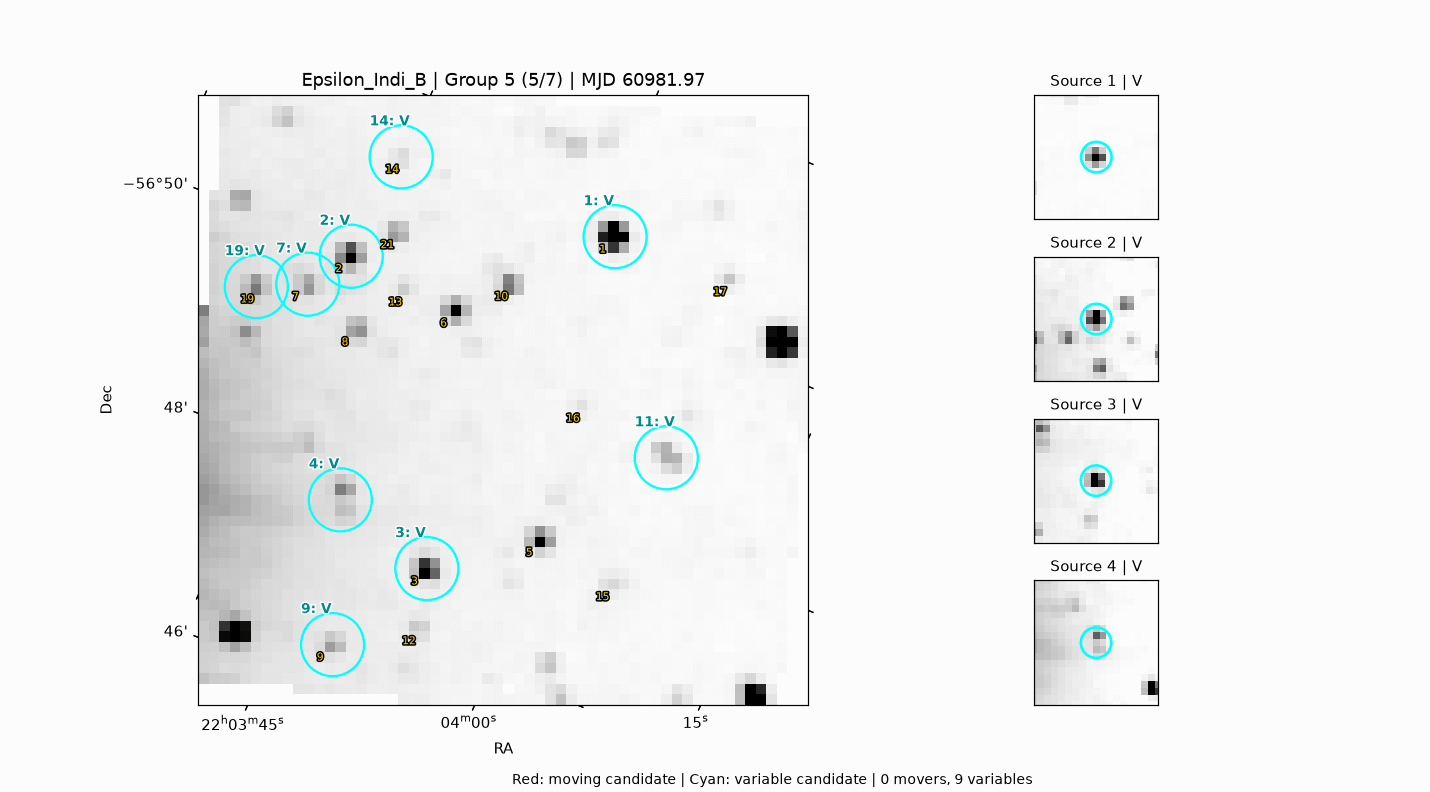 Epsilon_Indi_B | Group 5 (5/7) | MJD 60981.97
Source 1 | V
14: V
14
−56°50'
1: V
1
2: V
2
21
19: V
7: V
19
7
13
10
17
6
8
Source 2 | V
Dec
48'
16
11: V
4: V
Source 3 | V
3: V
3
5
15
9: V
9
12
46'
Source 4 | V
22ʰ03ᵐ45ˢ
04ᵐ00ˢ
15ˢ
RA
Red: moving candidate | Cyan: variable candidate | 0 movers, 9 variables